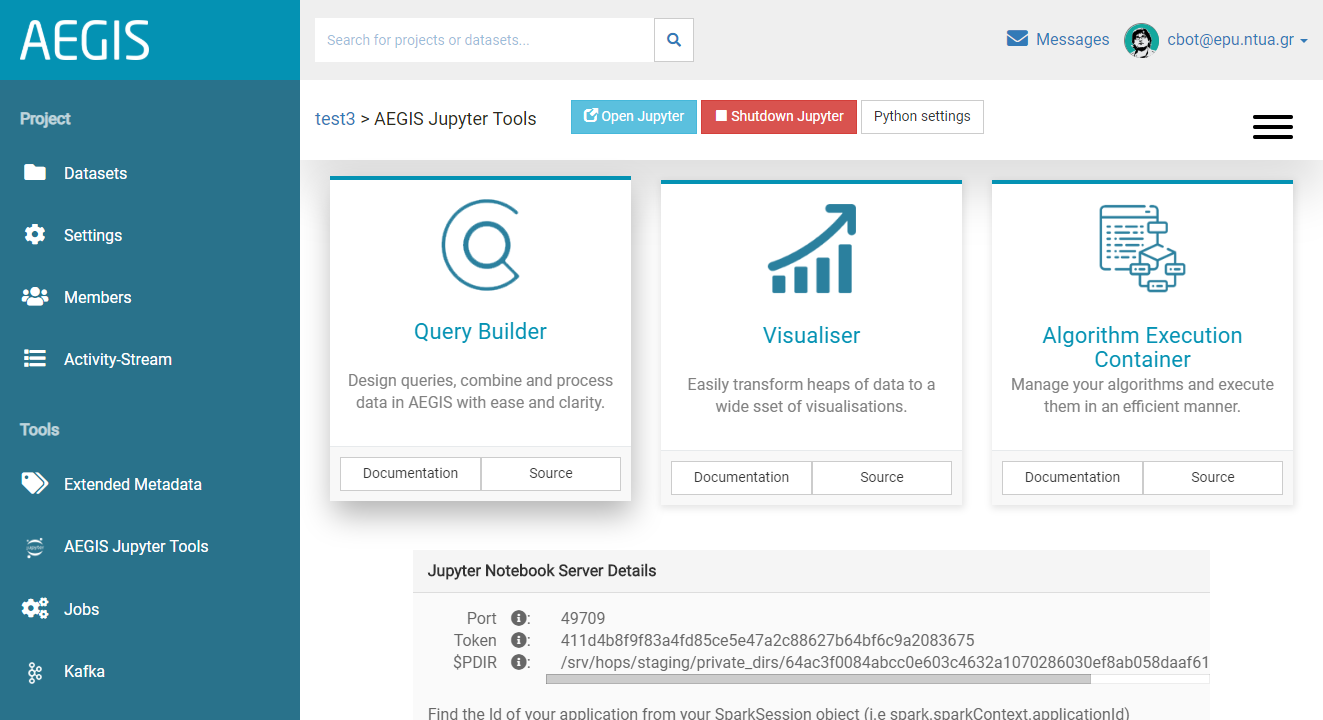 AEGIS
Search for projects or datasets...
Messages
cbot@epu.ntua.gr
Project
Datasets
Settings
Members
Activity-Stream
Tools
Extended Metadata
AEGIS Jupyter Tools
Jobs
Kafka
test3 > AEGIS Jupyter Tools
Open Jupyter
Shutdown Jupyter
Python settings
Query Builder
Design queries, combine and process
data in AEGIS with ease and clarity.
Documentation
Source
Visualiser
Easily transform heaps of data to a
wide sset of visualisations.
Documentation
Source
Algorithm Execution
Container
Manage your algorithms and execute
them in an efficient manner.
Documentation
Source
Jupyter Notebook Server Details
Port : 49709
Token : 411d4b8f9f83a4fd85ce5e47a2c88627b64bf6c9a2083675
$PDIR : /srv/hops/staging/private_dirs/64ac3f0084abcc0e603c4632a1070286030ef8ab058daaf61
Find the Id of your application from your SparkSession object (i.e spark.sparkContext.applicationId)